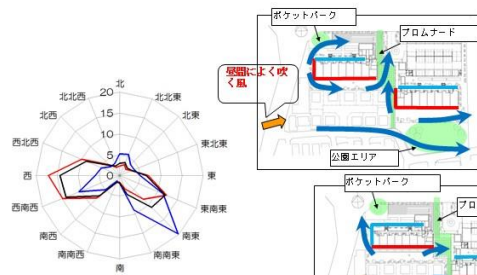 ポケットパーク
プロムナード
昼間によく吹
く風
公園エリア
北
北北西
北北東
北西
北東
西北西
東北東
西
東
西南西
東南東
南西
南東
南南西
南南東
南
20
15
10
5
0
ポケットパーク
プロ